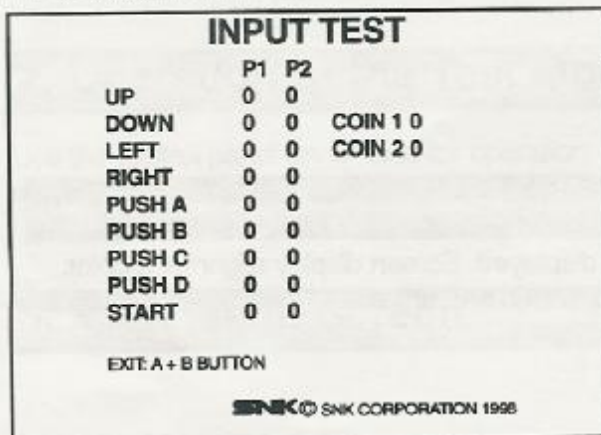 INPUT TEST
P1 P2
UP 0 0
DOWN 0 0 COIN 1 0
LEFT 0 0 COIN 2 0
RIGHT 0 0
PUSH A 0 0
PUSH B 0 0
PUSH C 0 0
PUSH D 0 0
START 0 0
EXIT: A + B BUTTON
SNK © SNK CORPORATION 1998